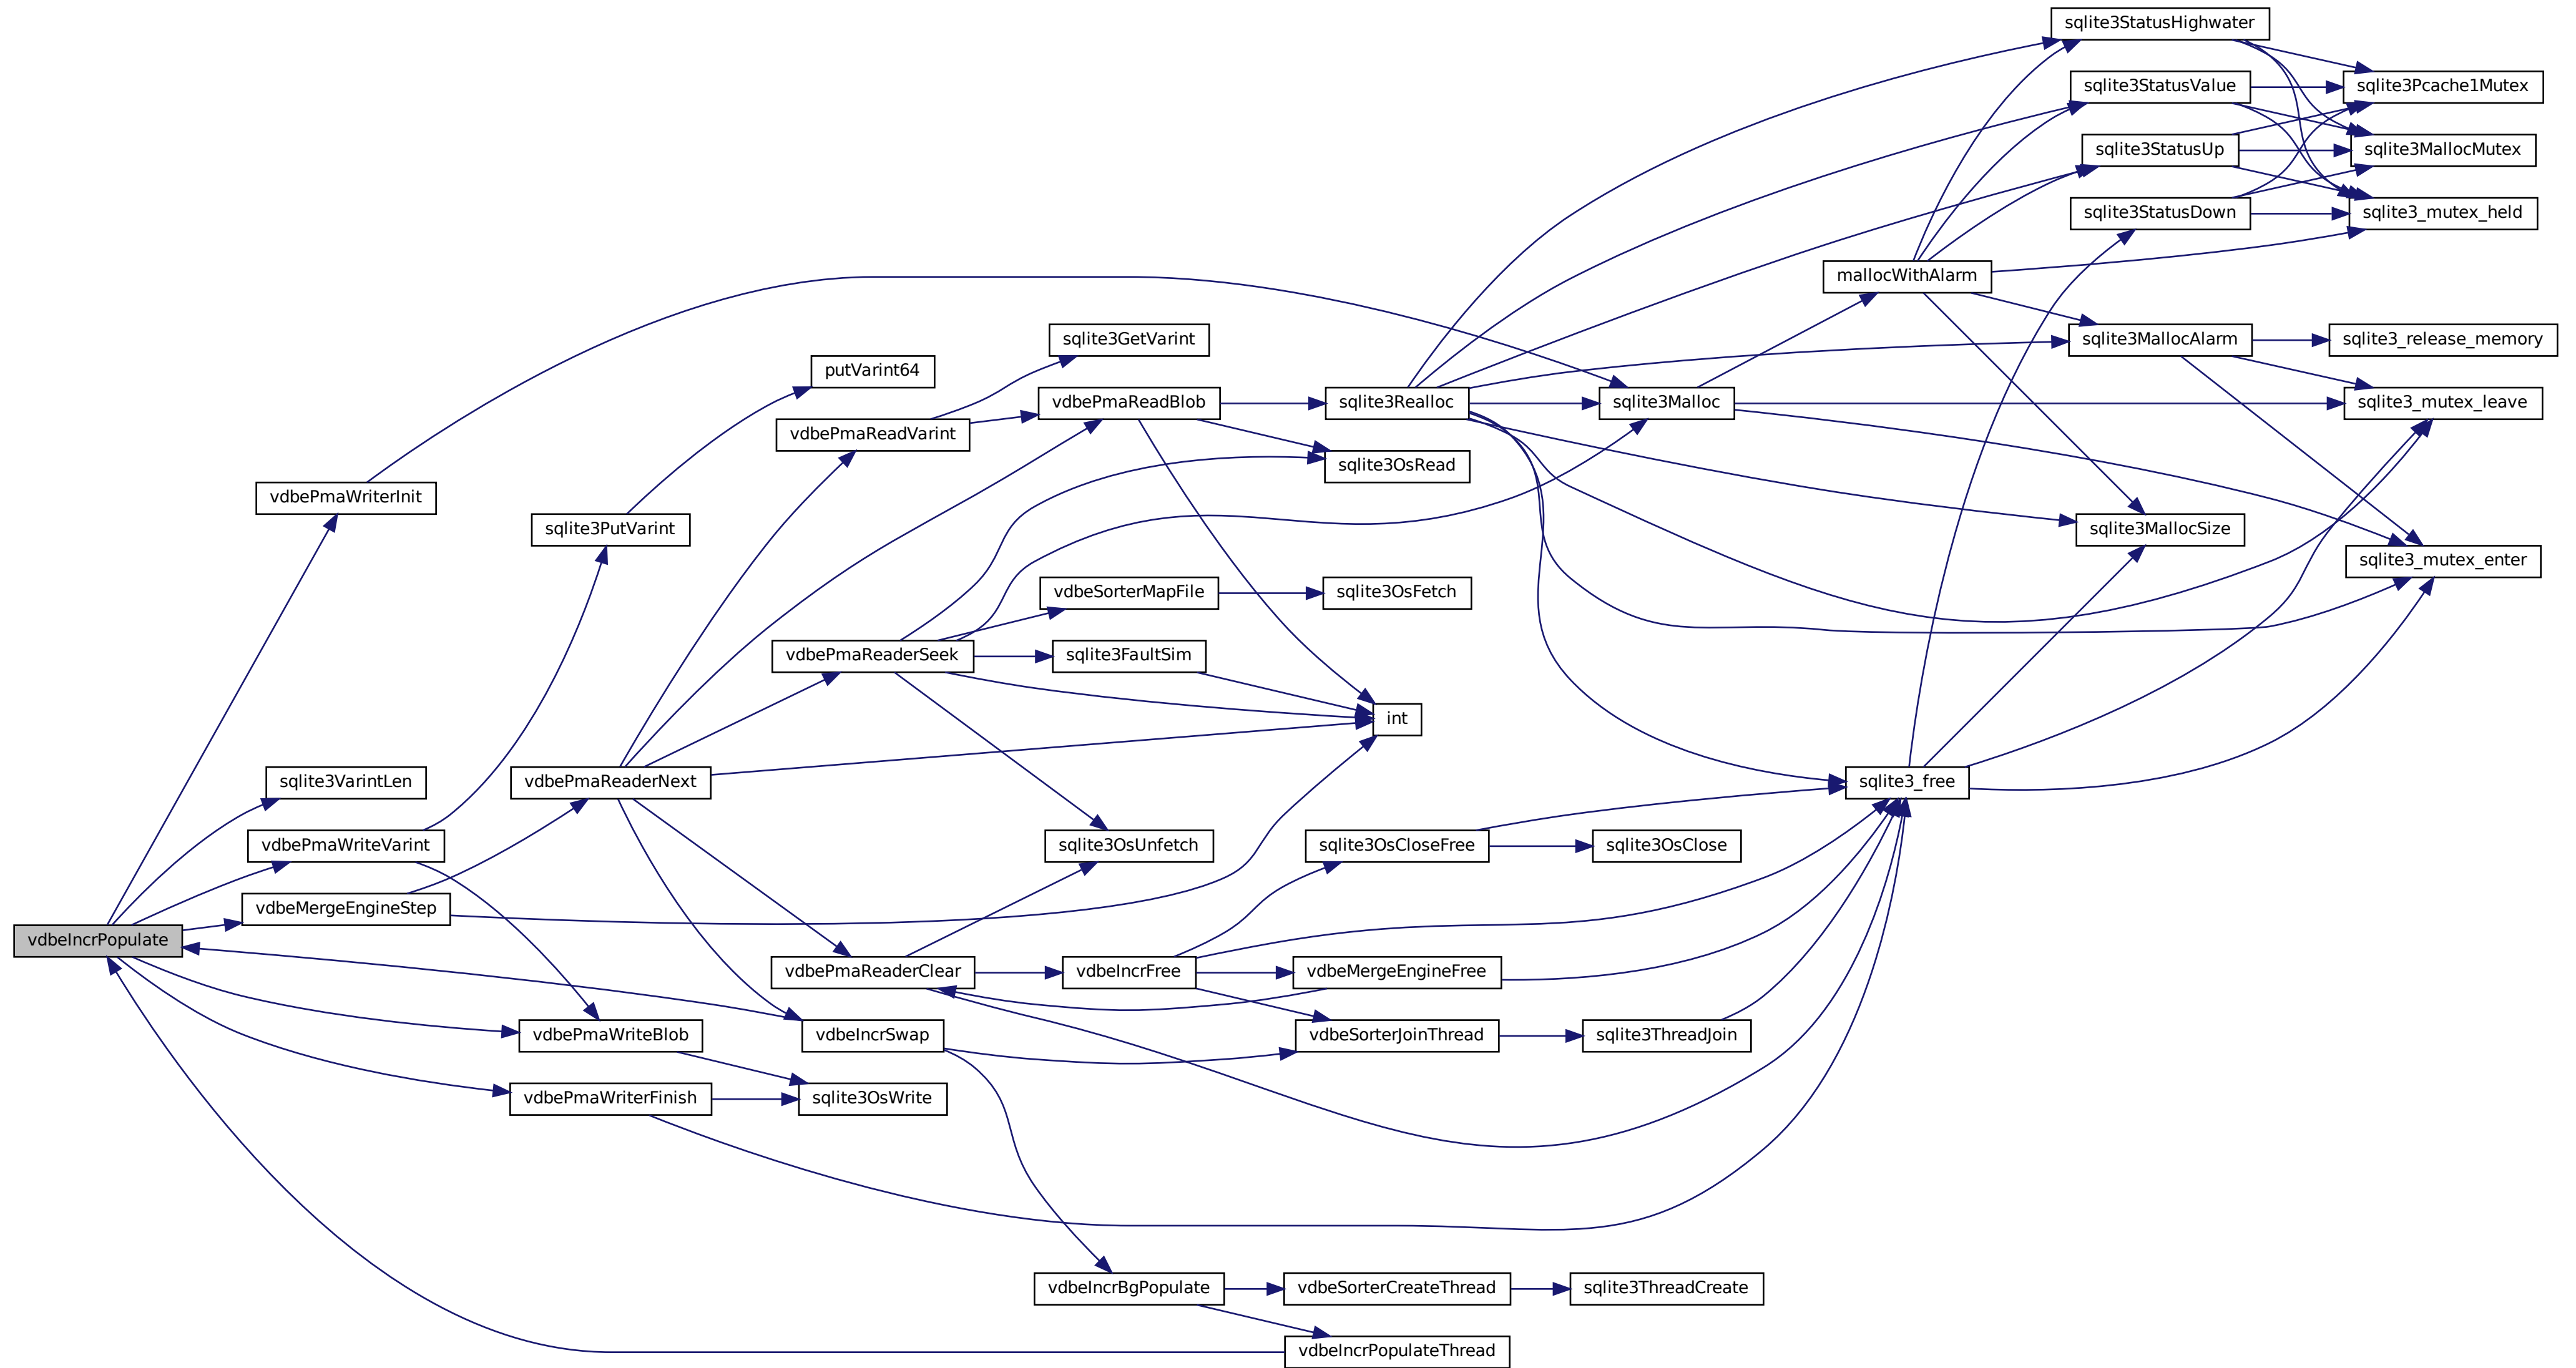 vdbeIncrPopulate
vdbePmaWriterInit
sqlite3VarintLen
vdbePmaWriteVarint
vdbeMergeEngineStep
sqlite3PutVarint
vdbePmaReaderNext
vdbePmaWriteBlob
vdbePmaWriterFinish
putVarint64
vdbePmaReadVarint
vdbePmaReaderSeek
vdbePmaReaderClear
vdbeIncrSwap
sqlite3OsWrite
sqlite3GetVarint
vdbePmaReadBlob
vdbeSorterMapFile
sqlite3FaultSim
sqlite3OsUnfetch
vdbeIncrFree
vdbeIncrBgPopulate
sqlite3Realloc
sqlite3OsRead
sqlite3OsFetch
int
sqlite3OsCloseFree
vdbeMergeEngineFree
vdbeSorterJoinThread
vdbeSorterCreateThread
vdbeIncrPopulateThread
sqlite3Malloc
sqlite3OsClose
sqlite3ThreadJoin
sqlite3ThreadCreate
mallocWithAlarm
sqlite3_free
sqlite3StatusHighwater
sqlite3StatusValue
sqlite3StatusUp
sqlite3StatusDown
sqlite3MallocAlarm
sqlite3MallocSize
sqlite3Pcache1Mutex
sqlite3MallocMutex
sqlite3_mutex_held
sqlite3_release_memory
sqlite3_mutex_leave
sqlite3_mutex_enter